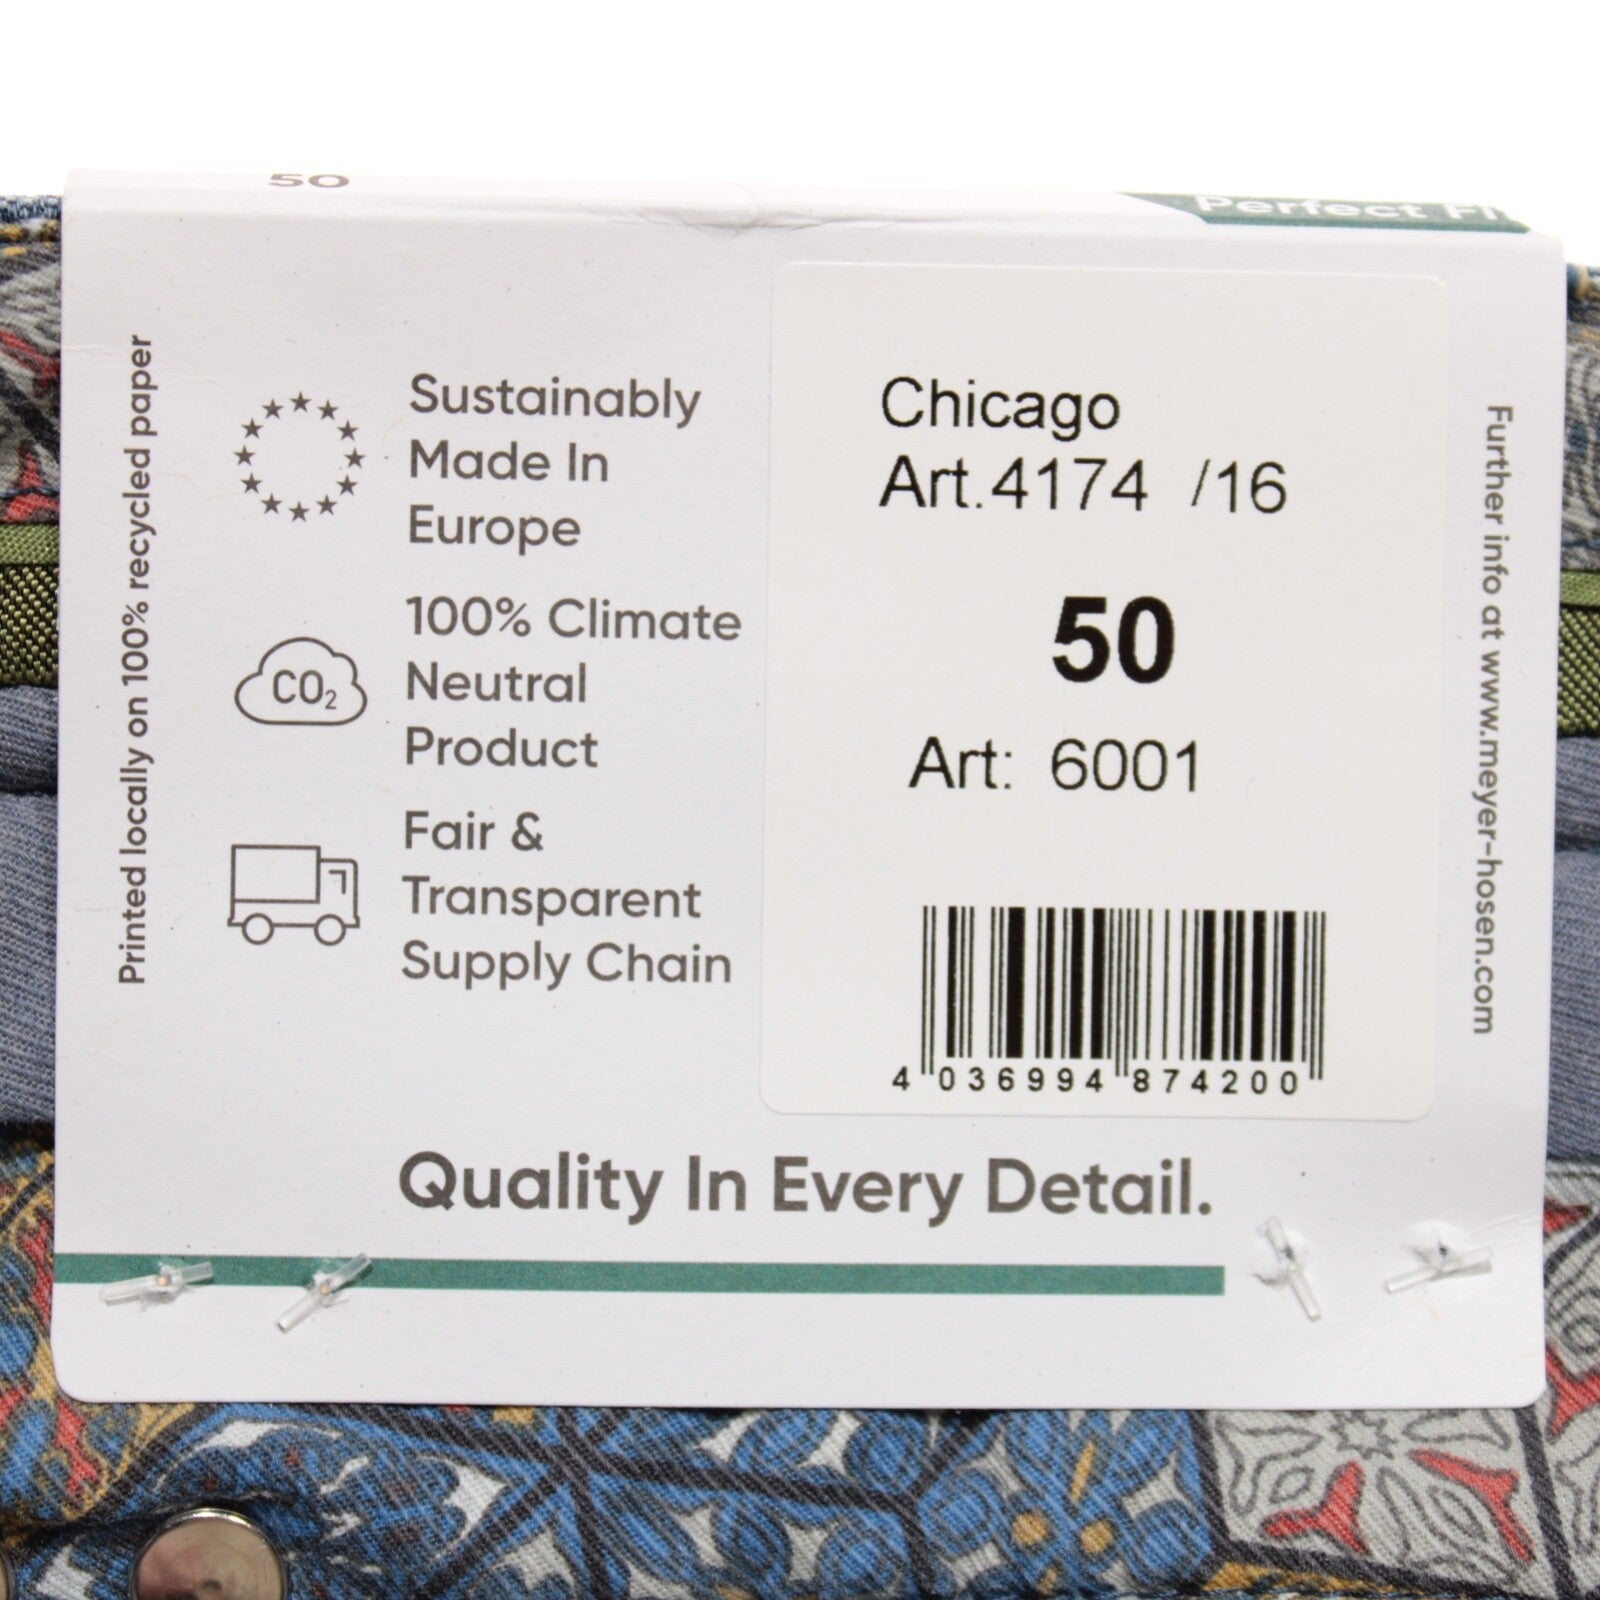 50
Perfect Fi
Printed locally on 100% recycled paper
Sustainably
Made In
Europe
CO₂
100% Climate
Neutral
Product
Fair &
Transparent
Supply Chain
Chicago
Art.4174 /16
50
Art: 6001
4 036994 874200
Further info at www.meyer-hosen.com
Quality In Every Detail.